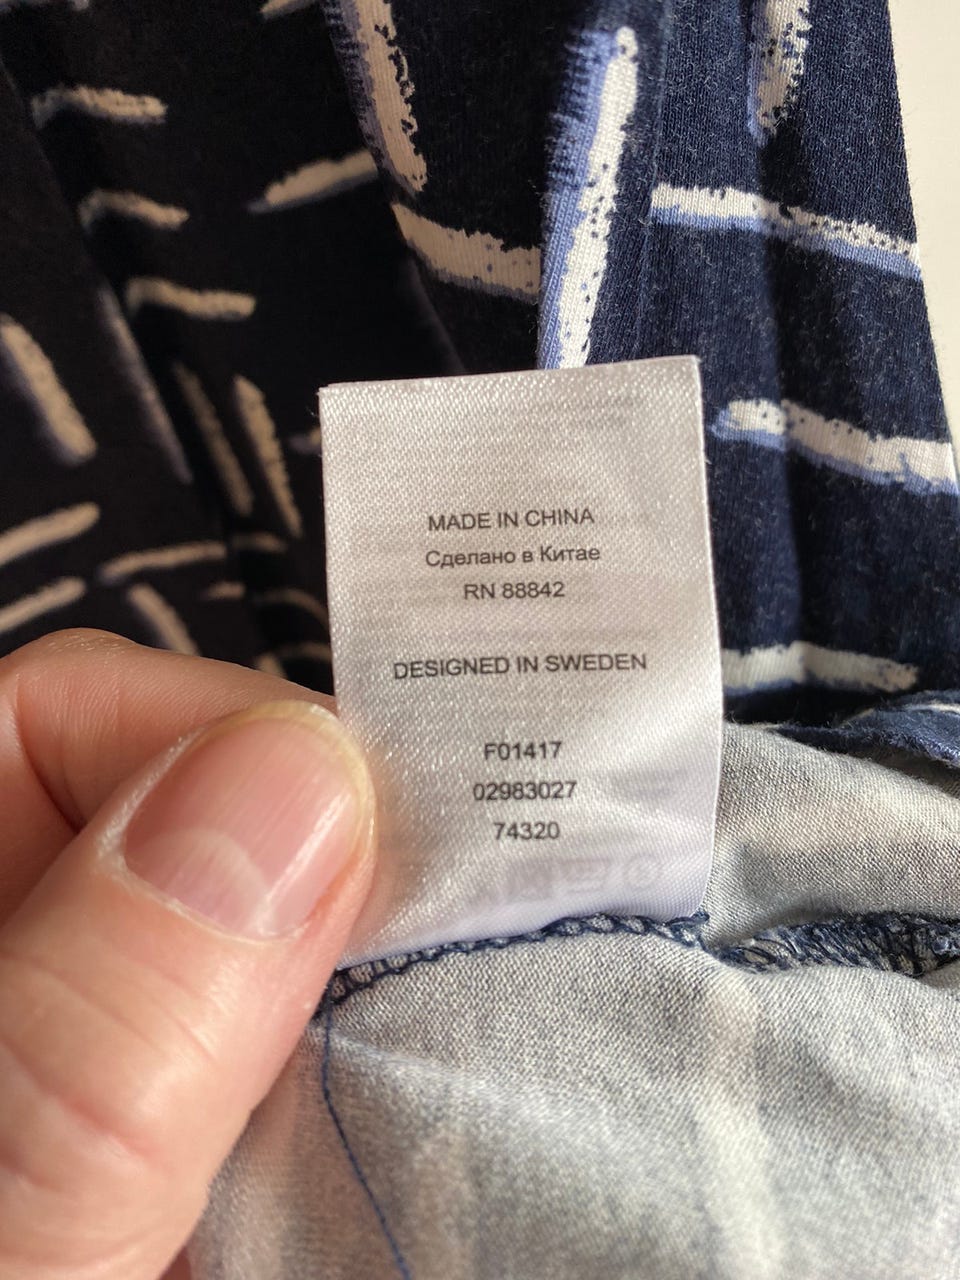 MADE IN CHINA
Сделано в Китае
RN 88842
DESIGNED IN SWEDEN
F01417
02983027
74320